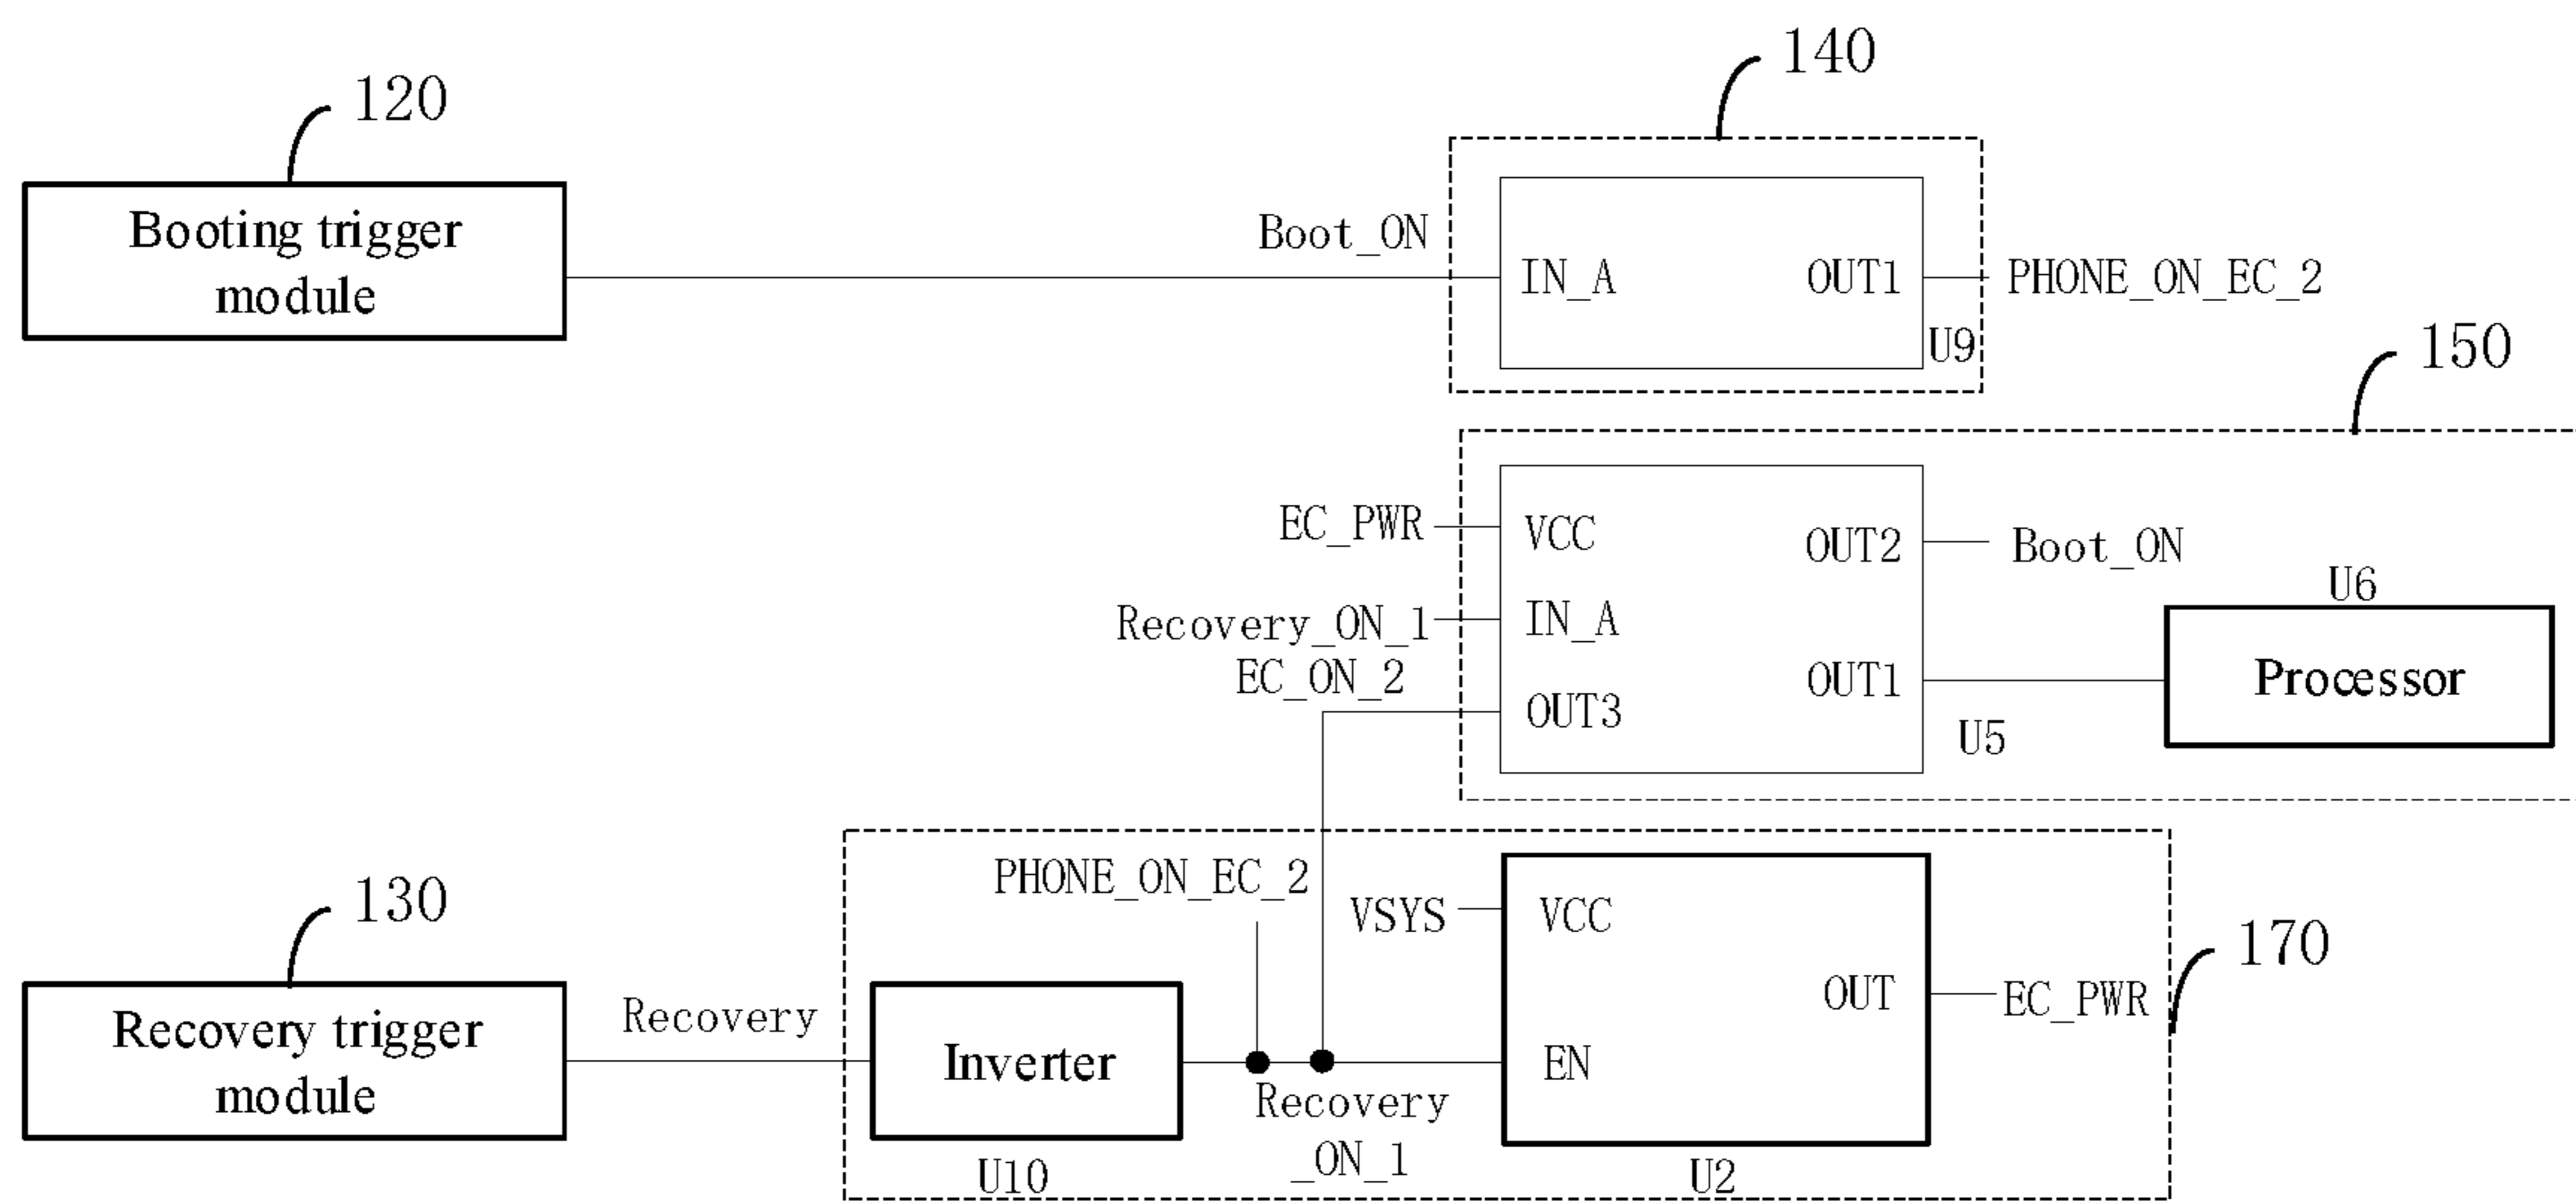 140
120
Booting trigger
module
Boot_ON
IN_A
OUT1
PHONE_ON_EC_2
U9
150
EC_PWR
VCC
OUT2
Boot_ON
Recovery_ON_1
IN_A
U6
EC_ON_2
OUT3
OUT1
Processor
U5
PHONE_ON_EC_2
VSYS
VCC
130
170
Recovery trigger
module
Recovery
Inverter
OUT
EC_PWR
EN
Recovery
_ON_1
U10
U2